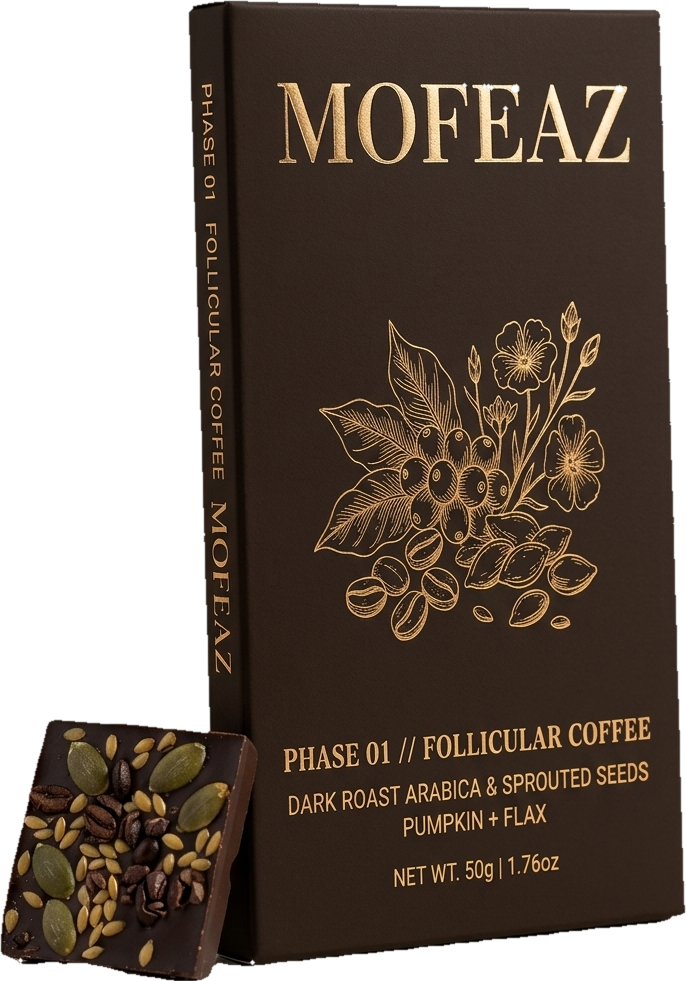 MOFEAZ
PHASE 01 // FOLLICULAR COFFEE
DARK ROAST ARABICA & SPROUTED SEEDS
PUMPKIN + FLAX
NET WT. 50g | 1.76oz
PHASE 01 FOLLICULAR COFFEE MOFEAZ